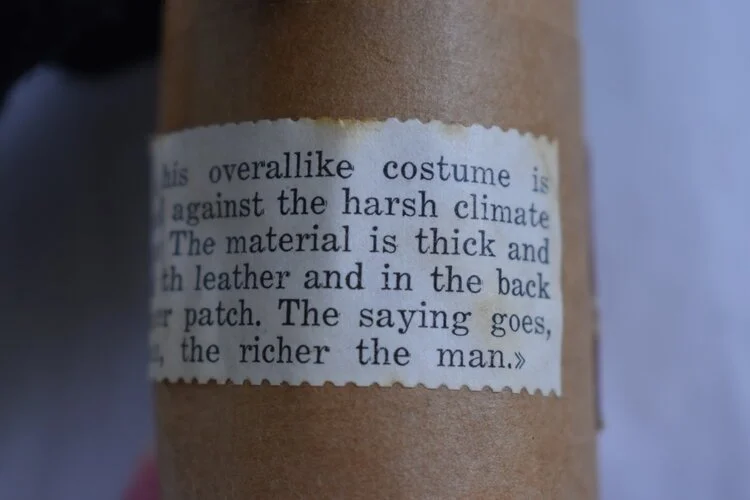 his overallike costume is
against the harsh climate
The material is thick and
th leather and in the back
er patch. The saying goes,
, the richer the man.»